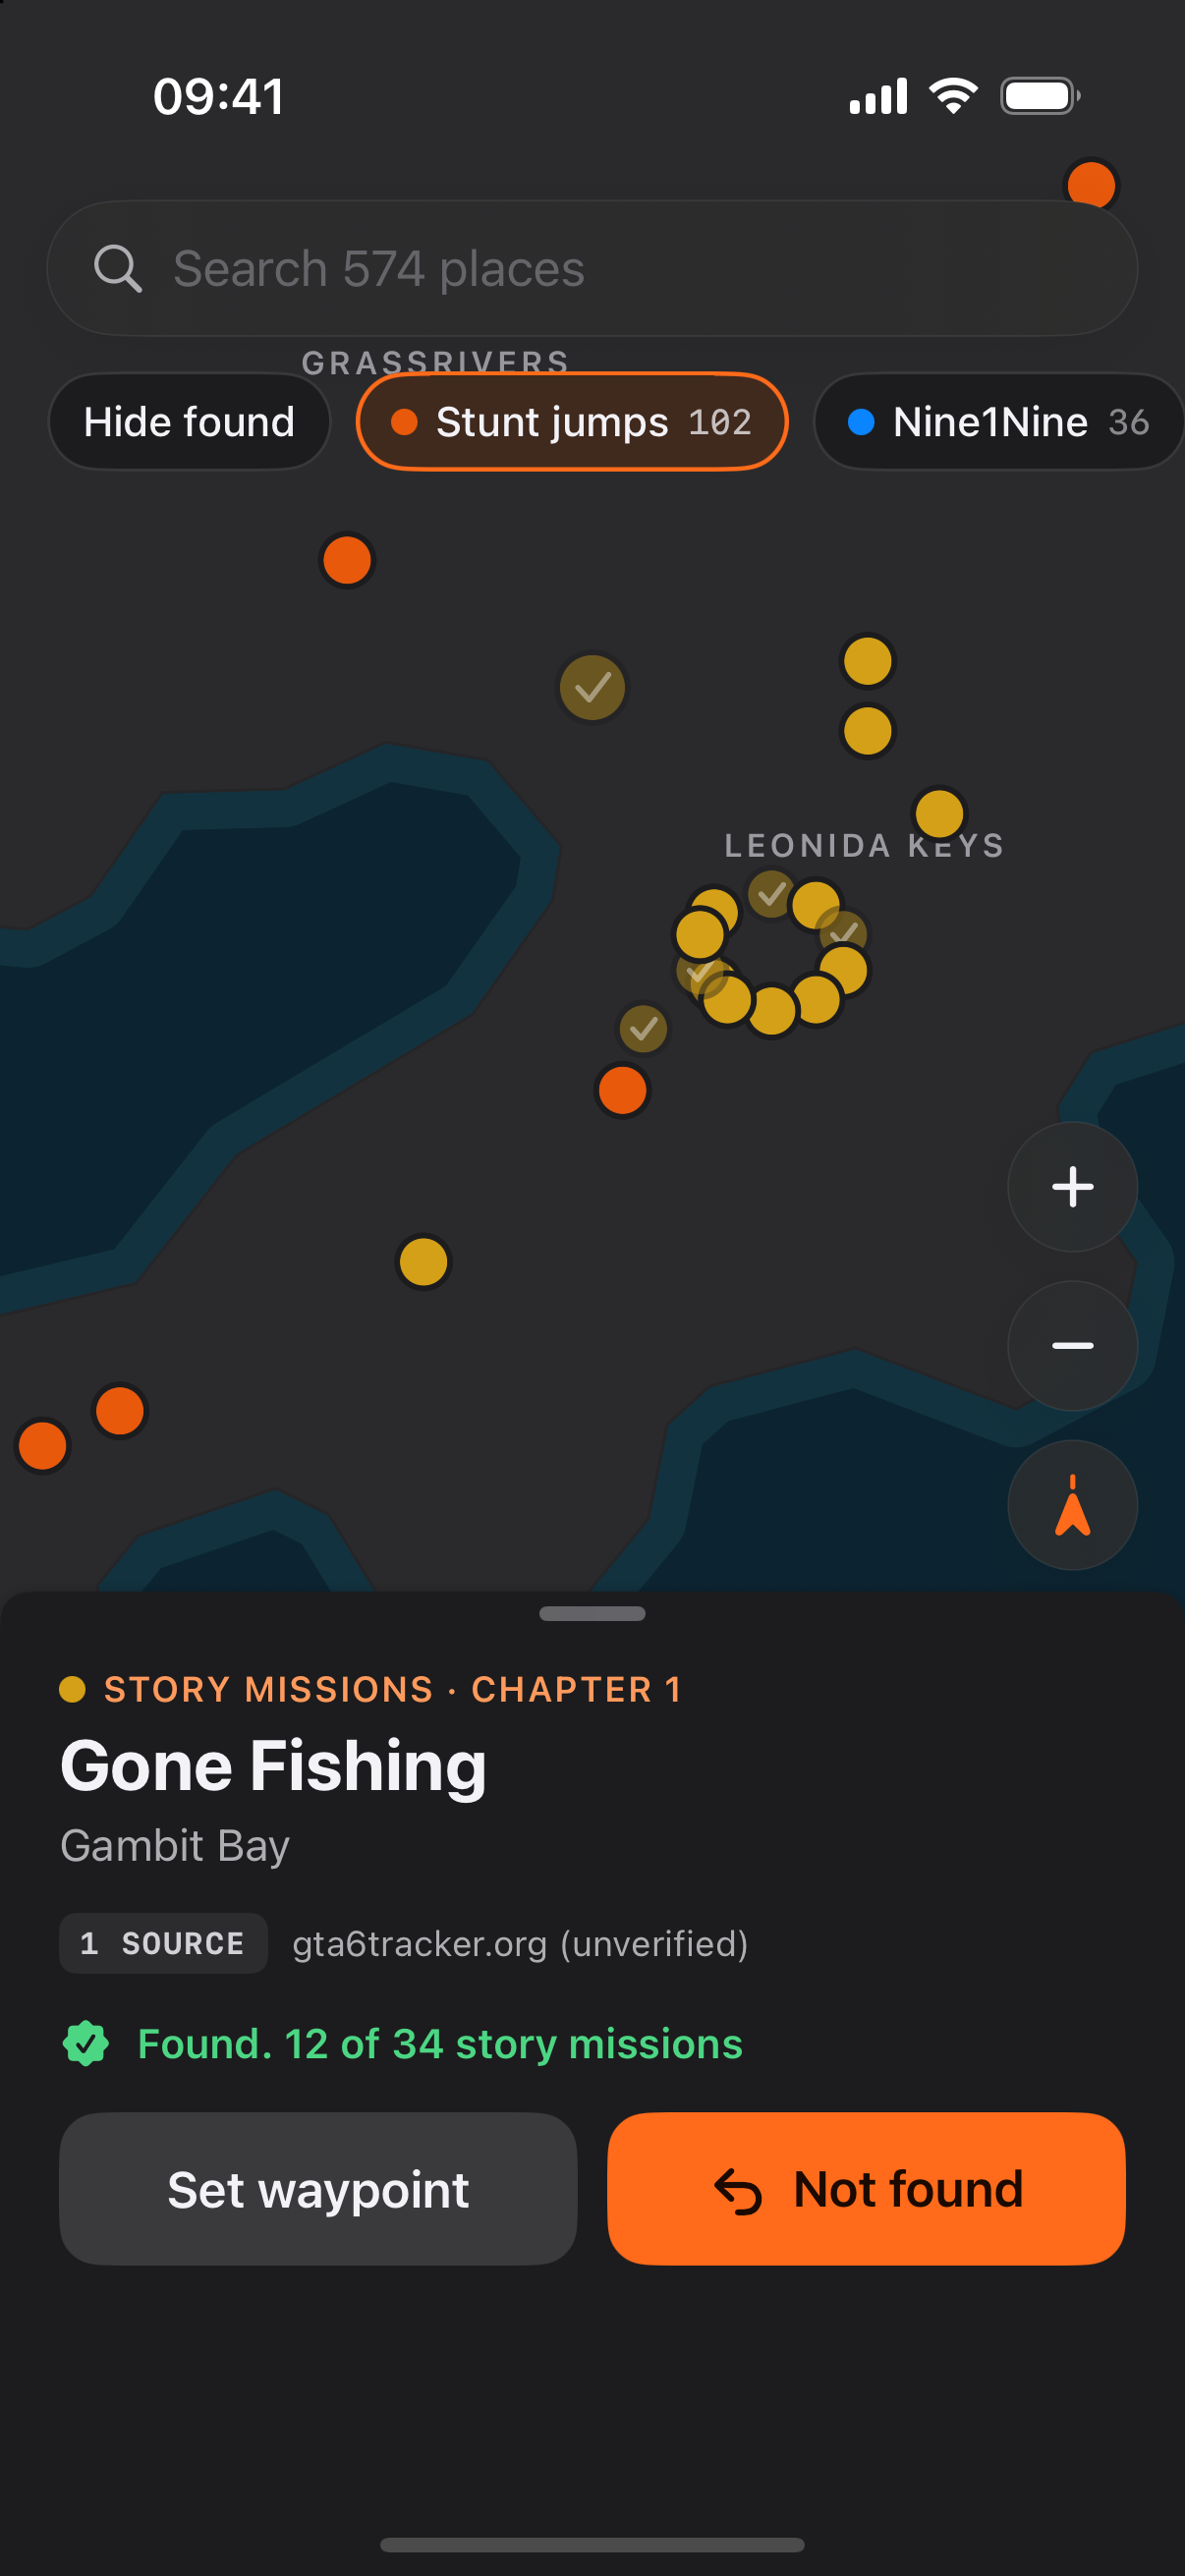 09:41
Search 574 places
GRASSRIVERS
Hide found
Stunt jumps 102
Nine1Nine 36
LEONIDA KEYS
STORY MISSIONS · CHAPTER 1
Gone Fishing
Gambit Bay
1 SOURCE gta6tracker.org (unverified)
Found. 12 of 34 story missions
Set waypoint
Not found